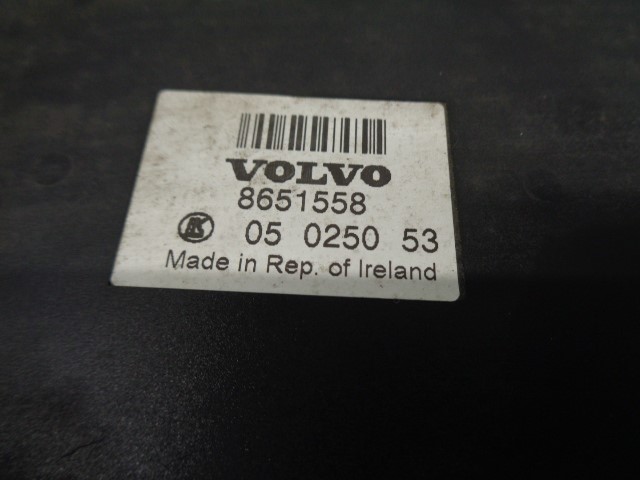 VOLVO
8651558
05 0250 53
Made in Rep. of Ireland